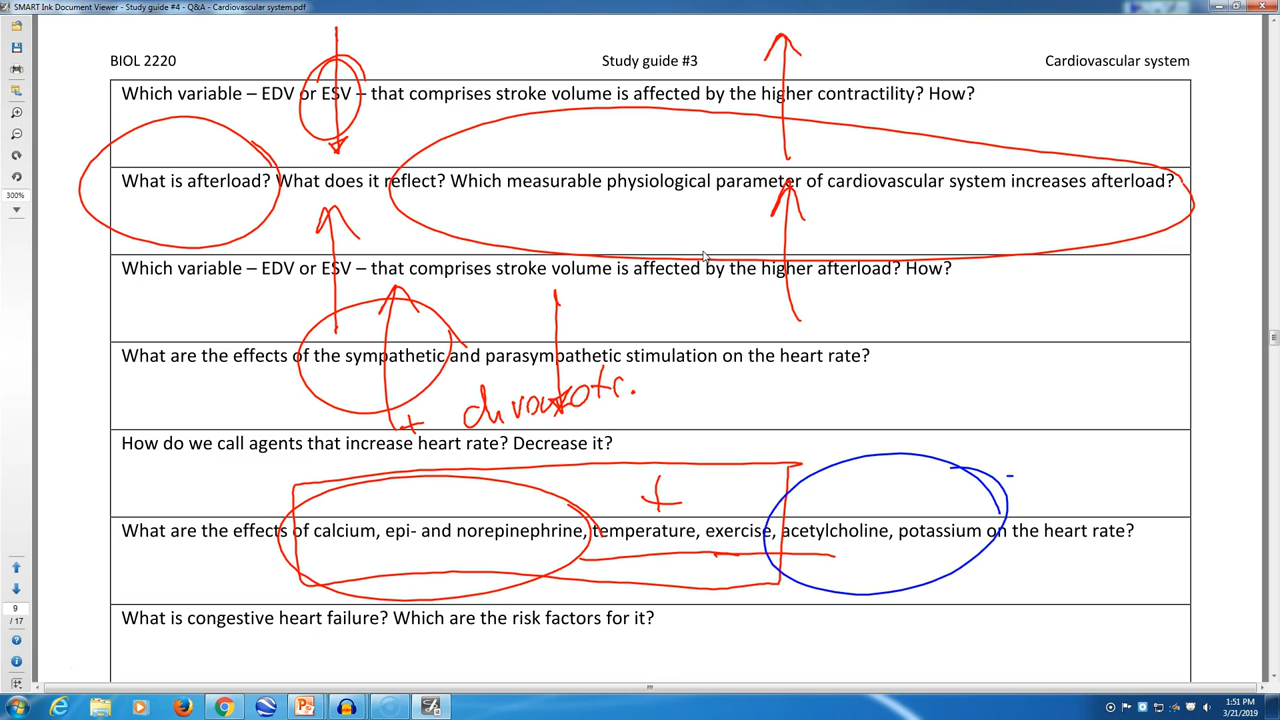 SMART Ink Document Viewer - Study guide #4 - Q&A - Cardiovascular system.pdf
BIOL 2220 Study guide #3 Cardiovascular system
Which variable – EDV or ESV – that comprises stroke volume is affected by the higher contractility? How?
What is afterload? What does it reflect? Which measurable physiological parameter of cardiovascular system increases afterload?
Which variable – EDV or ESV – that comprises stroke volume is affected by the higher afterload? How?
What are the effects of the sympathetic and parasympathetic stimulation on the heart rate?
+
How do we call agents that increase heart rate? Decrease it?
+
-
What are the effects of calcium, epi- and norepinephrine, temperature, exercise, acetylcholine, potassium on the heart rate?
What is congestive heart failure? Which are the risk factors for it?
300%
9
/ 17
1:51 PM
3/21/2019